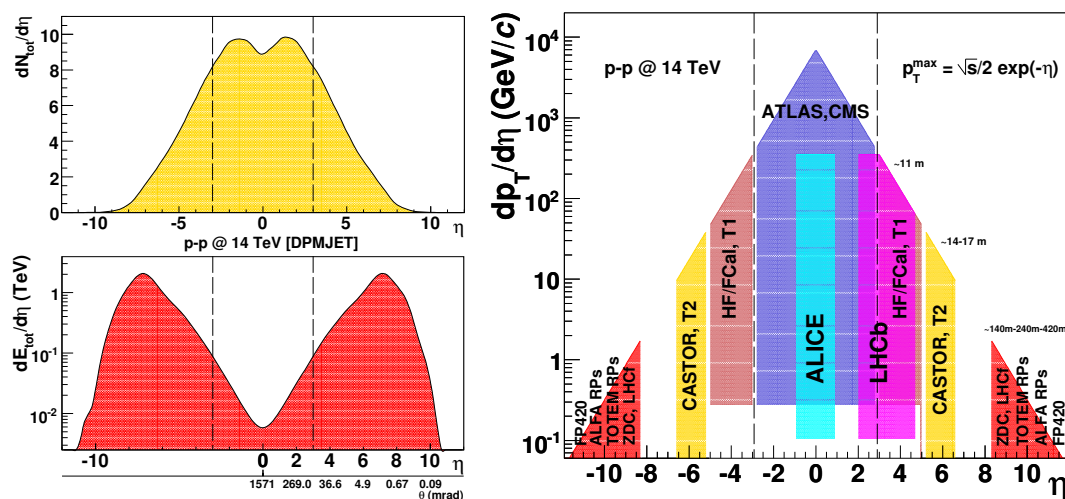 dN_tot/dη
10
8
6
4
2
0
-10 -5 0 5 10 η
p-p @ 14 TeV [DPMJET]
dE_tot/dη (TeV)
1
10^-1
10^-2
-10 0 2 3 6 8 10 η
1571 269.0 36.6 4.9 0.67 0.09
θ (mrad)
dp_T/dη (GeV/c)
10^4
10^3
10^2
10
1
10^-1
p-p @ 14 TeV
p_T^max = √s/2 exp(-η)
ATLAS,CMS
~11 m
~14-17 m
~140m-240m-420m
FP420
ALFA RPs
TOTEM RPs
ZDC, LHCf
CASTOR, T2
HF/FCal, T1
ALICE
LHCb
HF/FCal, T1
CASTOR, T2
ZDC, LHCf
TOTEM RPs
ALFA RPs
FP420
-10 -8 -6 -4 -2 0 2 4 6 8 10 η